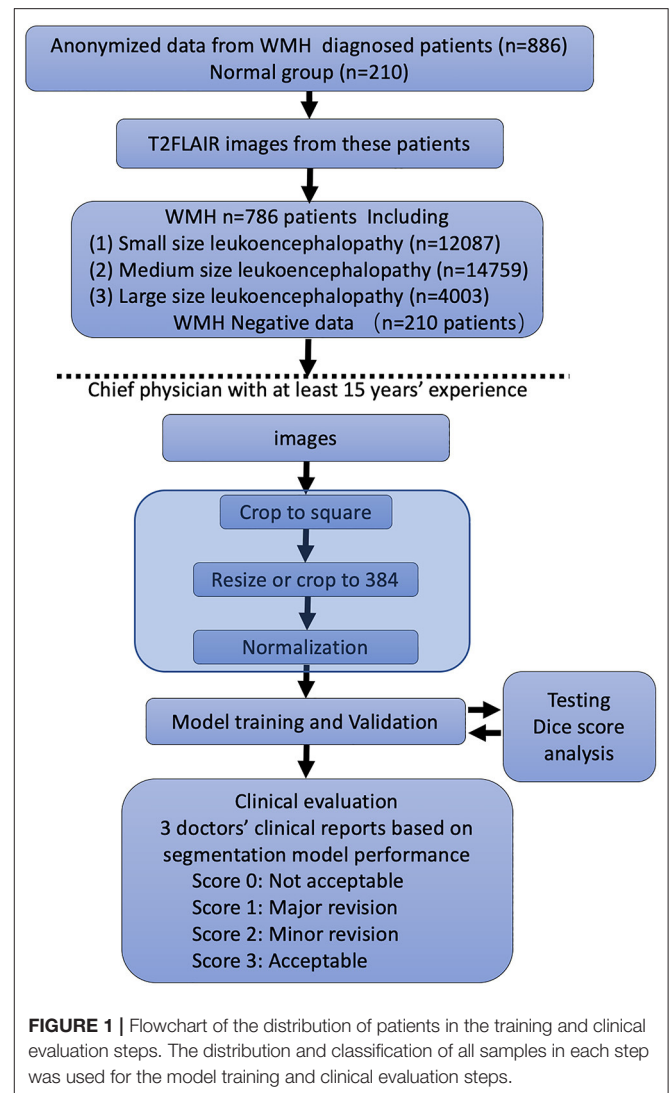 Anonymized data from WMH diagnosed patients (n=886)
Normal group (n=210)
T2FLAIR images from these patients
WMH n=786 patients Including
(1) Small size leukoencephalopathy (n=12087)
(2) Medium size leukoencephalopathy (n=14759)
(3) Large size leukoencephalopathy (n=4003)
WMH Negative data （n=210 patients）
Chief physician with at least 15 years’ experience
images
Crop to square
Resize or crop to 384
Normalization
Model training and Validation
Testing
Dice score
analysis
Clinical evaluation
3 doctors’ clinical reports based on
segmentation model performance
Score 0: Not acceptable
Score 1: Major revision
Score 2: Minor revision
Score 3: Acceptable
FIGURE 1 | Flowchart of the distribution of patients in the training and clinical
evaluation steps. The distribution and classification of all samples in each step
was used for the model training and clinical evaluation steps.